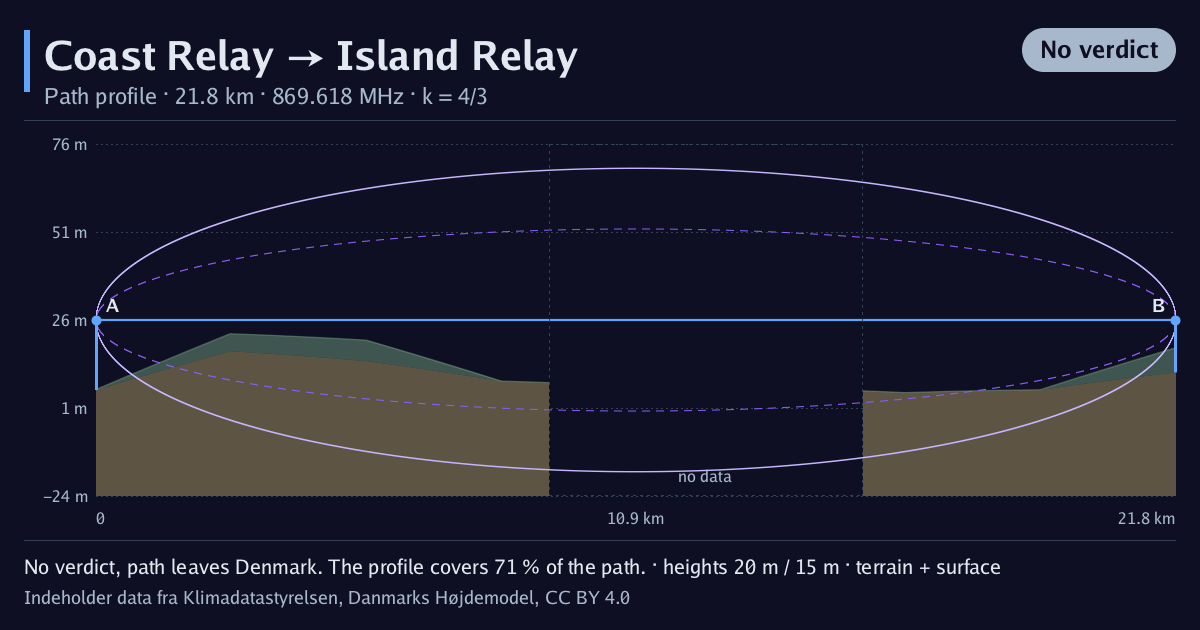 Coast Relay → Island Relay
No verdict
Path profile · 21.8 km · 869.618 MHz · k = 4/3
76 m
51 m
A
B
26 m
1 m
no data
−24 m
0
10.9 km
21.8 km
No verdict, path leaves Denmark. The profile covers 71 % of the path. · heights 20 m / 15 m · terrain + surface
Indeholder data fra Klimadatastyrelsen, Danmarks Højdemodel, CC BY 4.0